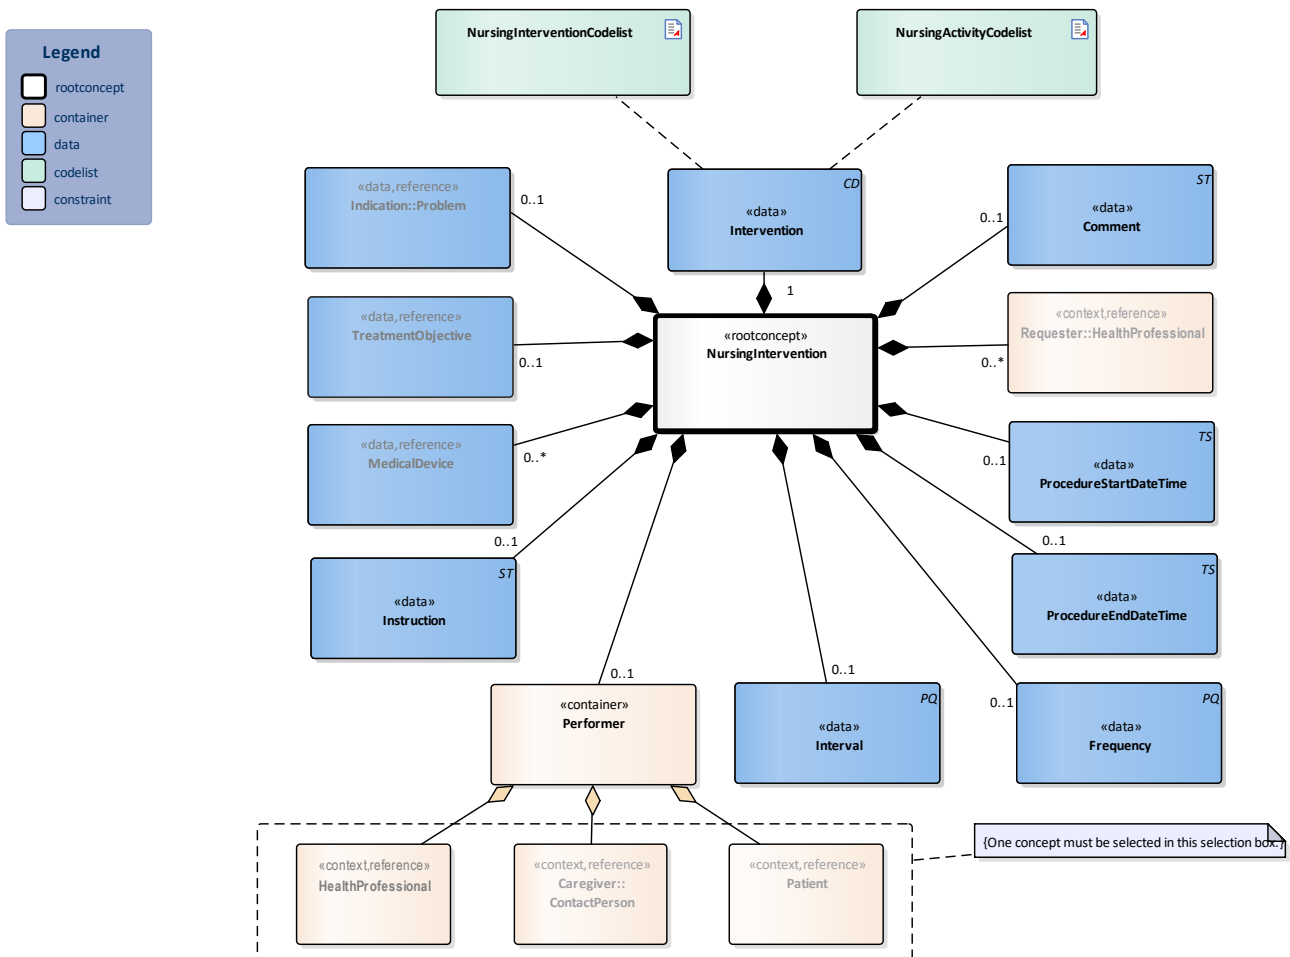 Legend
rootconcept
container
data
codelist
constraint
NursingInterventionCodelist
NursingActivityCodelist
«data,reference»
Indication::Problem
0..1
CD
«data»
Intervention
1
ST
«data»
Comment
0..1
«data,reference»
TreatmentObjective
0..1
«rootconcept»
NursingIntervention
«context,reference»
Requester::HealthProfessional
0..*
«data,reference»
MedicalDevice
0..*
TS
«data»
ProcedureStartDateTime
0..1
ST
«data»
Instruction
0..1
TS
«data»
ProcedureEndDateTime
0..1
«container»
Performer
0..1
PQ
«data»
Interval
0..1
PQ
«data»
Frequency
0..1
«context,reference»
HealthProfessional
«context,reference»
Caregiver::
ContactPerson
«context,reference»
Patient
{One concept must be selected in this selection box.}